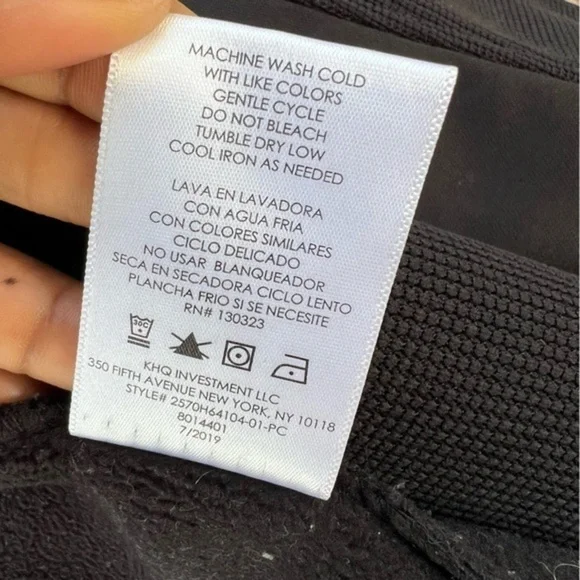 MACHINE WASH COLD
WITH LIKE COLORS
GENTLE CYCLE
DO NOT BLEACH
TUMBLE DRY LOW
COOL IRON AS NEEDED
LAVA EN LAVADORA
CON AGUA FRIA
CON COLORES SIMILARES
CICLO DELICADO
NO USAR BLANQUEADOR
SECA EN SECADORA CICLO LENTO
PLANCHA FRIO SI SE NECESITE
RN# 130323
30C
KHQ INVESTMENT LLC
350 FIFTH AVENUE NEW YORK, NY 10118
STYLE# 2570H64104-01-PC
8014401
7/2019